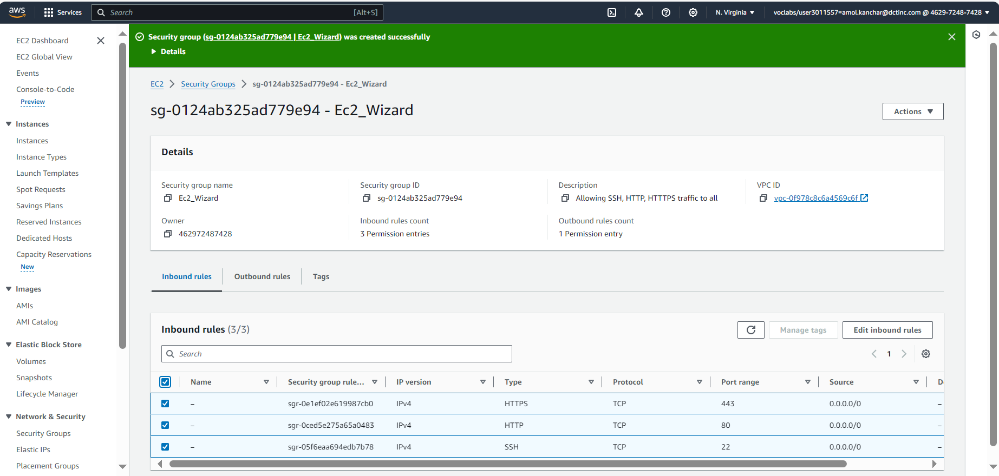 aws
Services
Search
[Alt+S]
N. Virginia
voclabs/user3011557=amol.kanchar@dctinc.com @ 4629-7248-7428
EC2 Dashboard
EC2 Global View
Events
Console-to-Code
Preview
Instances
Instances
Instance Types
Launch Templates
Spot Requests
Savings Plans
Reserved Instances
Dedicated Hosts
Capacity Reservations
New
Images
AMIs
AMI Catalog
Elastic Block Store
Volumes
Snapshots
Lifecycle Manager
Network & Security
Security Groups
Elastic IPs
Placement Groups
Security group (sg-0124ab325ad779e94 | Ec2_Wizard) was created successfully
Details
EC2 > Security Groups > sg-0124ab325ad779e94 - Ec2_Wizard
sg-0124ab325ad779e94 - Ec2_Wizard
Actions
Details
Security group name
Ec2_Wizard
Security group ID
sg-0124ab325ad779e94
Description
Allowing SSH, HTTP, HTTTPS traffic to all
VPC ID
vpc-0f978c8c6a4569c6f
Owner
462972487428
Inbound rules count
3 Permission entries
Outbound rules count
1 Permission entry
Inbound rules
Outbound rules
Tags
Inbound rules (3/3)
Manage tags
Edit inbound rules
Search
1
Name Security group rule... IP version Type Protocol Port range Source D
– sgr-0e1ef02e619987cb0 IPv4 HTTPS TCP 443 0.0.0.0/0 –
– sgr-0ced5e275a65a0483 IPv4 HTTP TCP 80 0.0.0.0/0 –
– sgr-05f6eaa694edb7b78 IPv4 SSH TCP 22 0.0.0.0/0 –